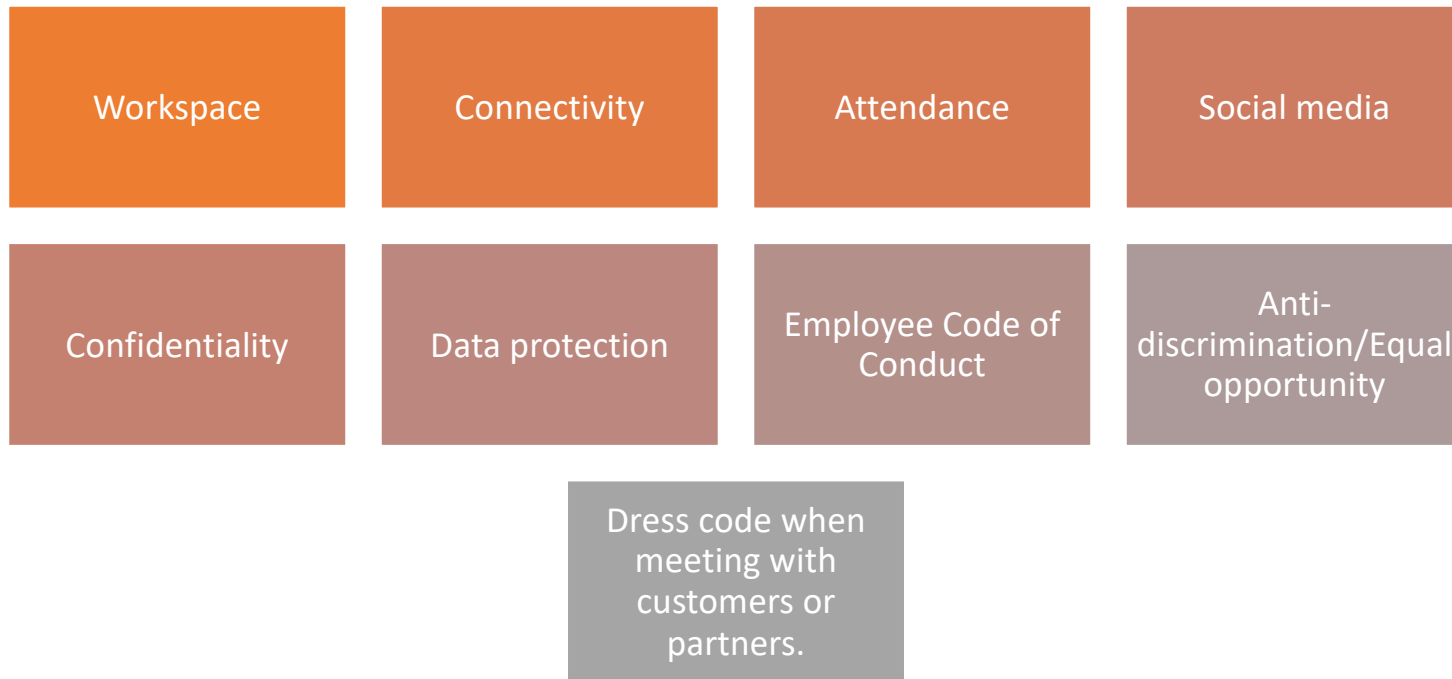 Workspace
Connectivity
Attendance
Social media
Confidentiality
Data protection
Employee Code of
Conduct
Anti-
discrimination/Equal
opportunity
Dress code when
meeting with
customers or
partners.